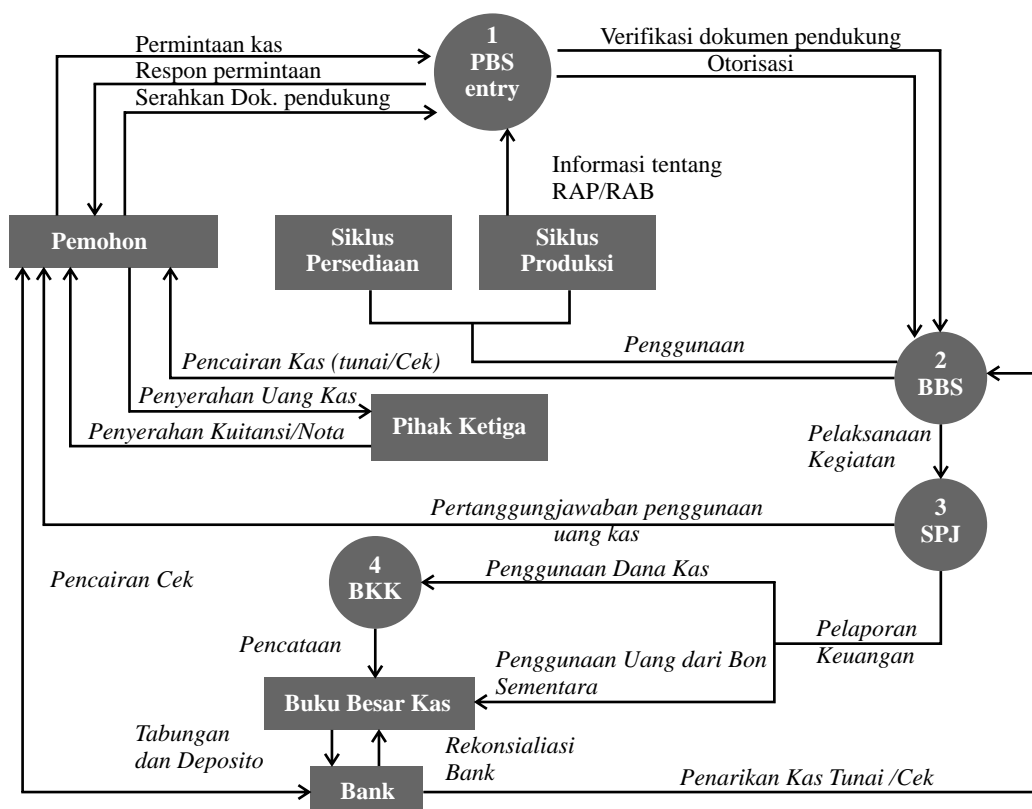 Permintaan kas
Respon permintaan
Serahkan Dok. pendukung
1
PBS
entry
Verifikasi dokumen pendukung
Otorisasi
Informasi tentang
RAP/RAB
Pemohon
Siklus
Persediaan
Siklus
Produksi
Penggunaan
Pencairan Kas (tunai/Cek)
2
BBS
Penyerahan Uang Kas
Penyerahan Kuitansi/Nota
Pihak Ketiga
Pelaksanaan
Kegiatan
Pertanggungjawaban penggunaan
uang kas
3
SPJ
Pencairan Cek
4
BKK
Penggunaan Dana Kas
Pencataan
Pelaporan
Keuangan
Penggunaan Uang dari Bon
Sementara
Buku Besar Kas
Tabungan
dan Deposito
Rekonsialiasi
Bank
Bank
Penarikan Kas Tunai /Cek